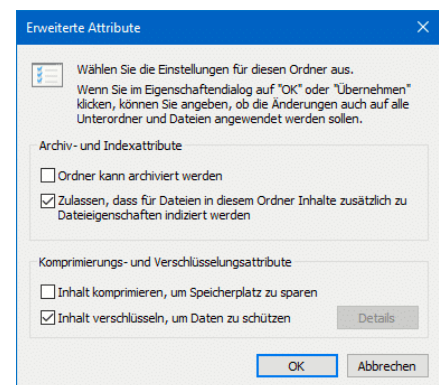 Erweiterte Attribute
Wählen Sie die Einstellungen für diesen Ordner aus.
Wenn Sie im Eigenschaftendialog auf "OK" oder "Übernehmen"
klicken, können Sie angeben, ob die Änderungen auch auf alle
Unterordner und Dateien angewendet werden sollen.
Archiv- und Indexattribute
Ordner kann archiviert werden
Zulassen, dass für Dateien in diesem Ordner Inhalte zusätzlich zu
Dateieigenschaften indiziert werden
Komprimierungs- und Verschlüsselungsattribute
Inhalt komprimieren, um Speicherplatz zu sparen
Inhalt verschlüsseln, um Daten zu schützen Details
OK Abbrechen